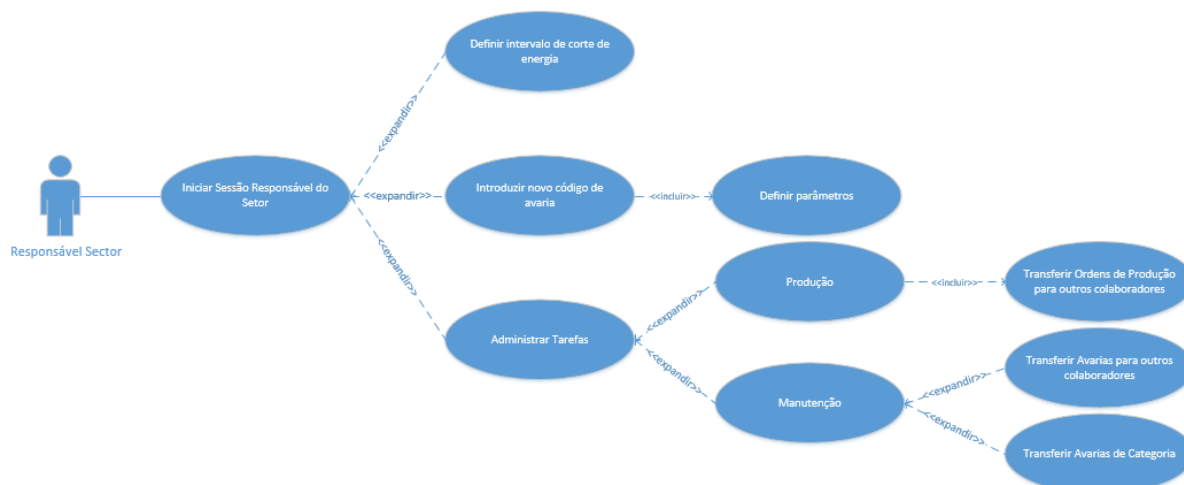 Definir intervalo de corte de
energia
<<expandir>>
Iniciar Sessão Responsável do
Setor
<<expandir>>
Introduzir novo código de
avaria
<<incluir>>
Definir parâmetros
Responsável Sector
<<expandir>>
Administrar Tarefas
<<expandir>>
Produção
<<incluir>>
Transferir Ordens de Produção
para outros colaboradores
<<expandir>>
Manutenção
<<expandir>>
Transferir Avarias para outros
colaboradores
<<expandir>>
Transferir Avarias de Categoria